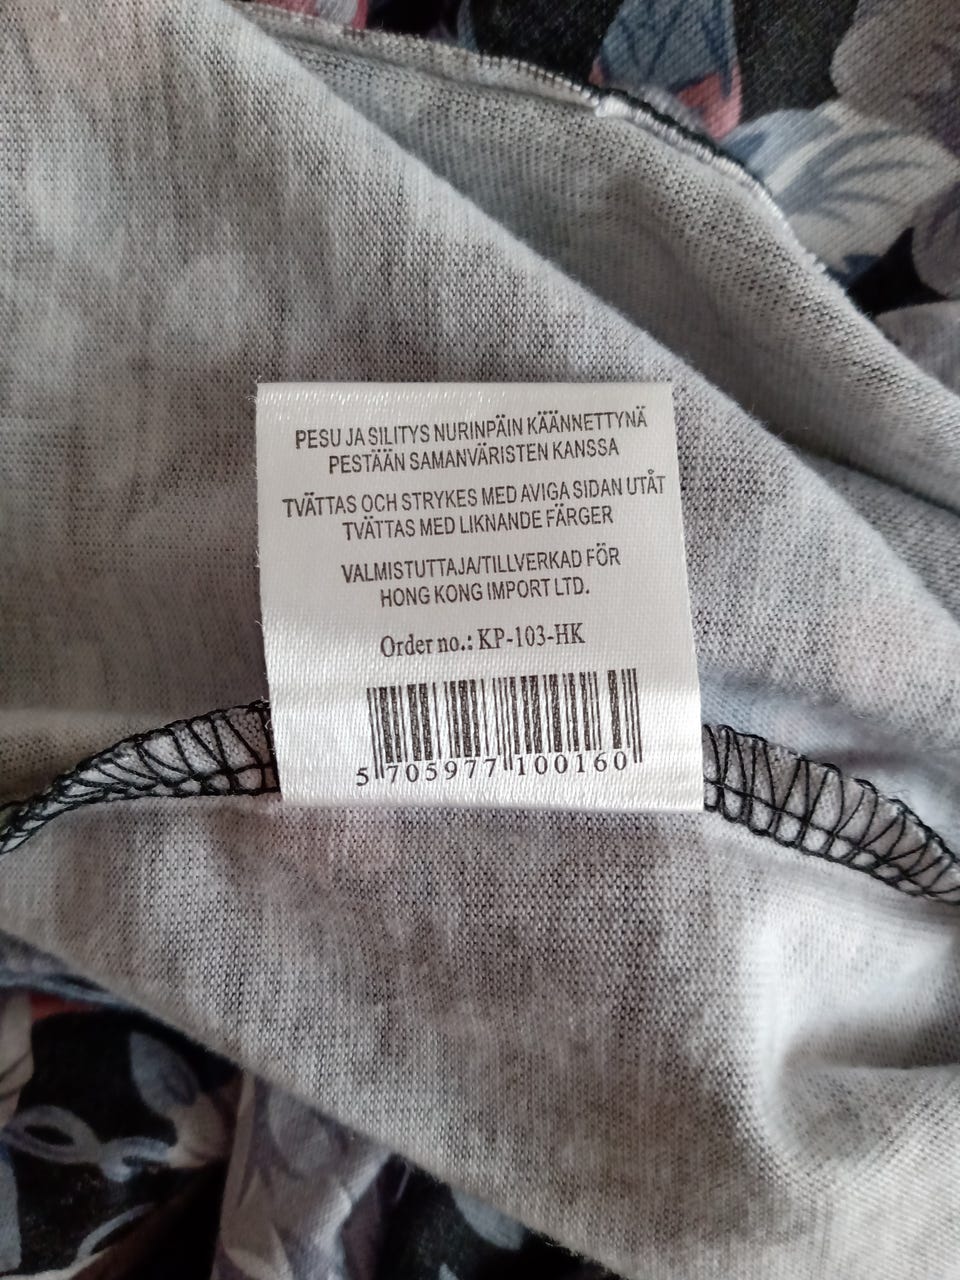 PESU JA SILITYS NURINPÄIN KÄÄNNETTYNÄ
PESTÄÄN SAMANVÄRISTEN KANSSA
TVÄTTAS OCH STRYKES MED AVIGA SIDAN UTÅT
TVÄTTAS MED LIKNANDE FÄRGER
VALMISTUTTAJA/TILLVERKAD FÖR
HONG KONG IMPORT LTD.
Order no.: KP-103-HK
5 705977 100160